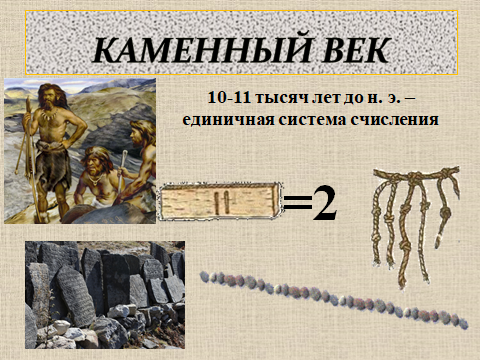 КАМЕННЫЙ ВЕК
10-11 тысяч лет до н. э. –
единичная система счисления
=2